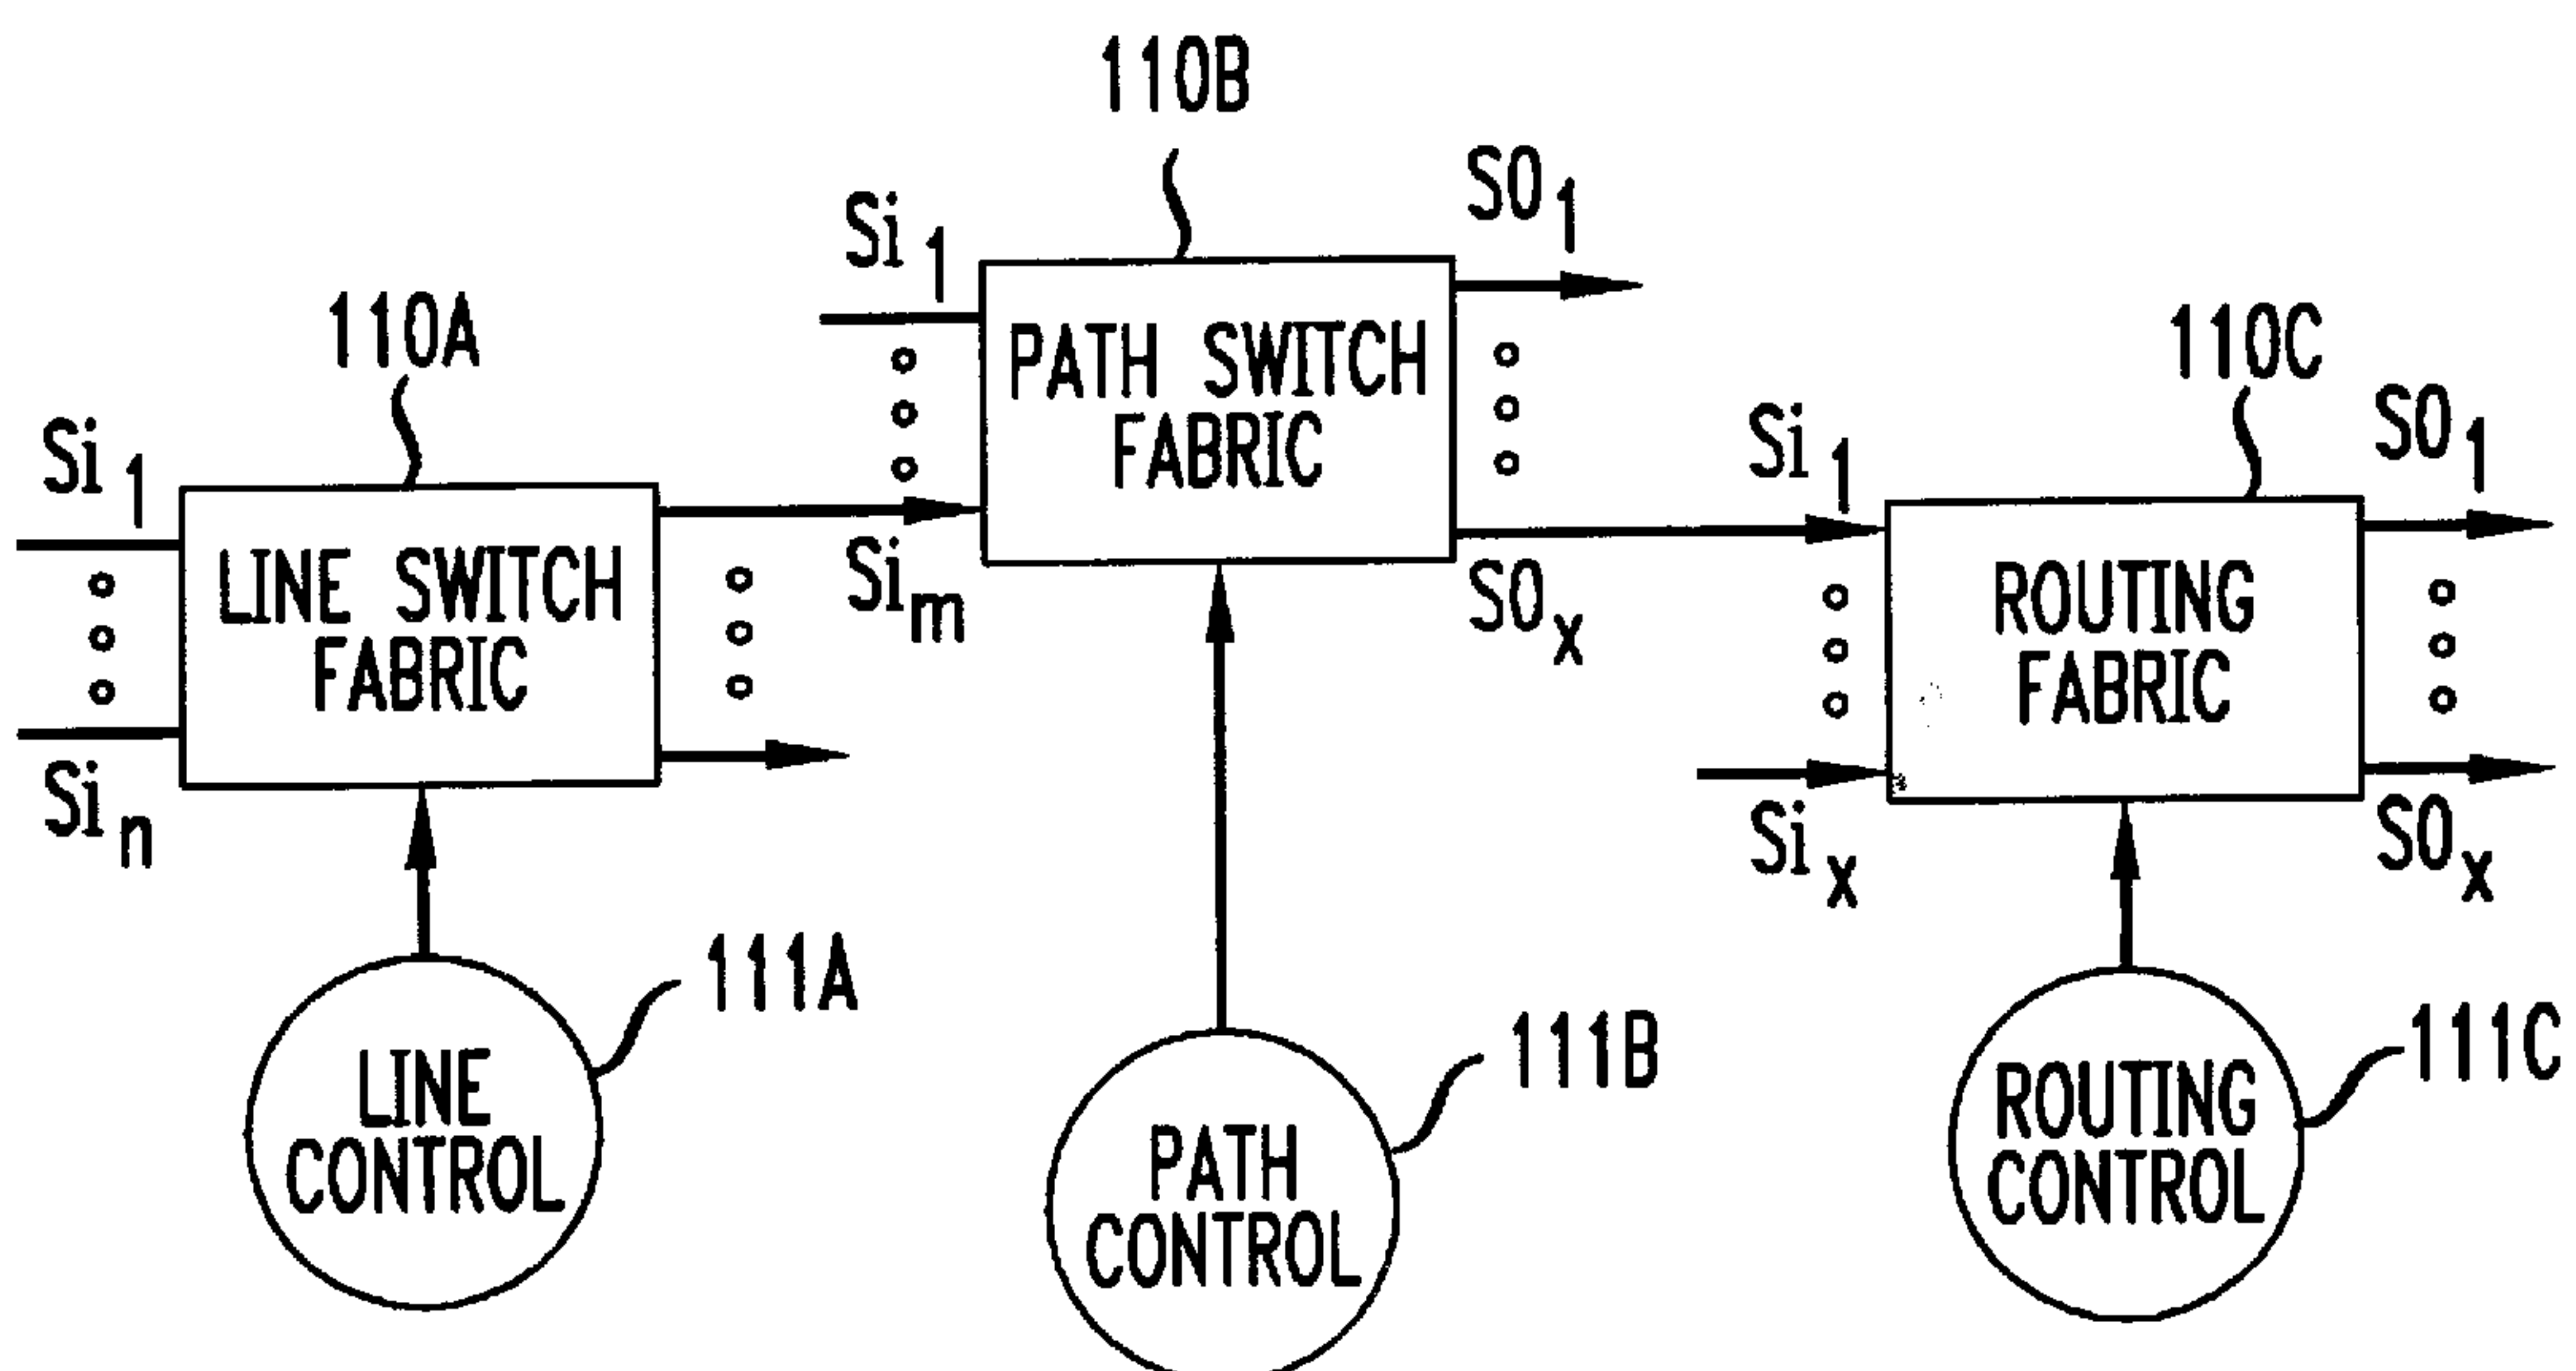 110B
Si1
SO1
110A
PATH SWITCH
FABRIC
110C
Si1
Si1
SO1
LINE SWITCH
FABRIC
Sim
SOx
ROUTING
FABRIC
Sin
Six
SOx
111A
LINE
CONTROL
111B
PATH
CONTROL
111C
ROUTING
CONTROL